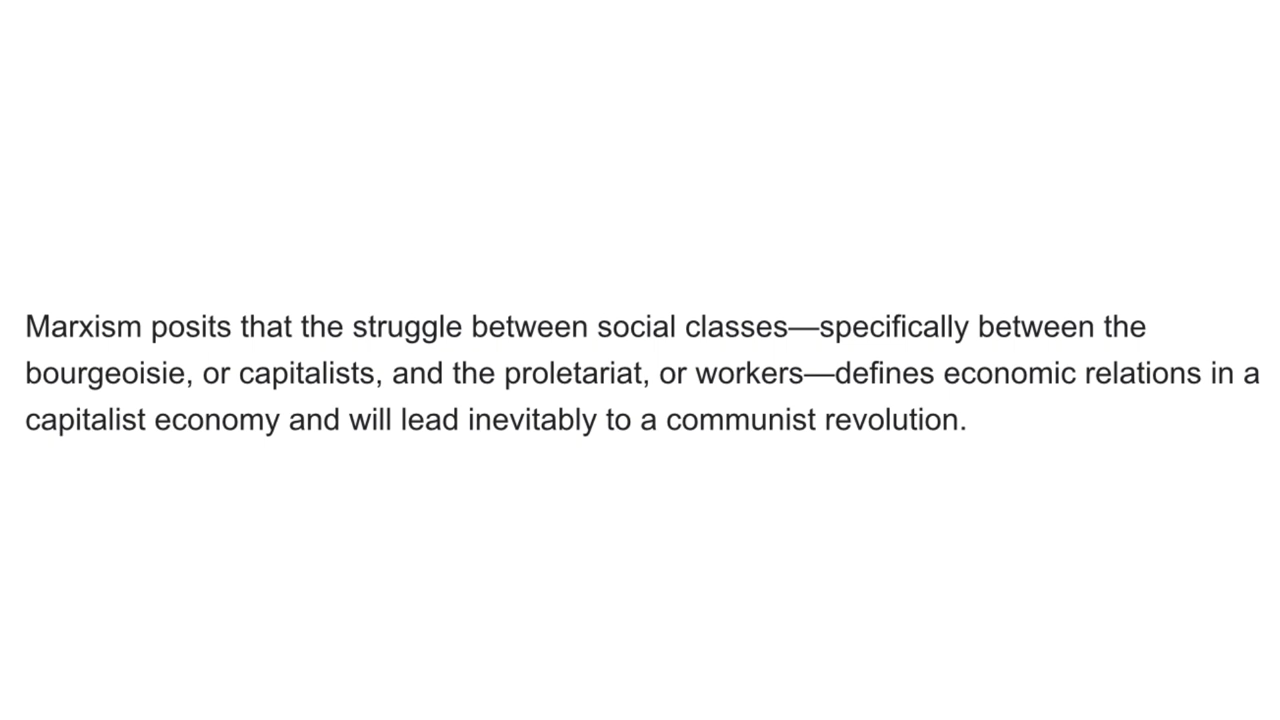 Marxism posits that the struggle between social classes—specifically between the
bourgeoisie, or capitalists, and the proletariat, or workers—defines economic relations in a
capitalist economy and will lead inevitably to a communist revolution.